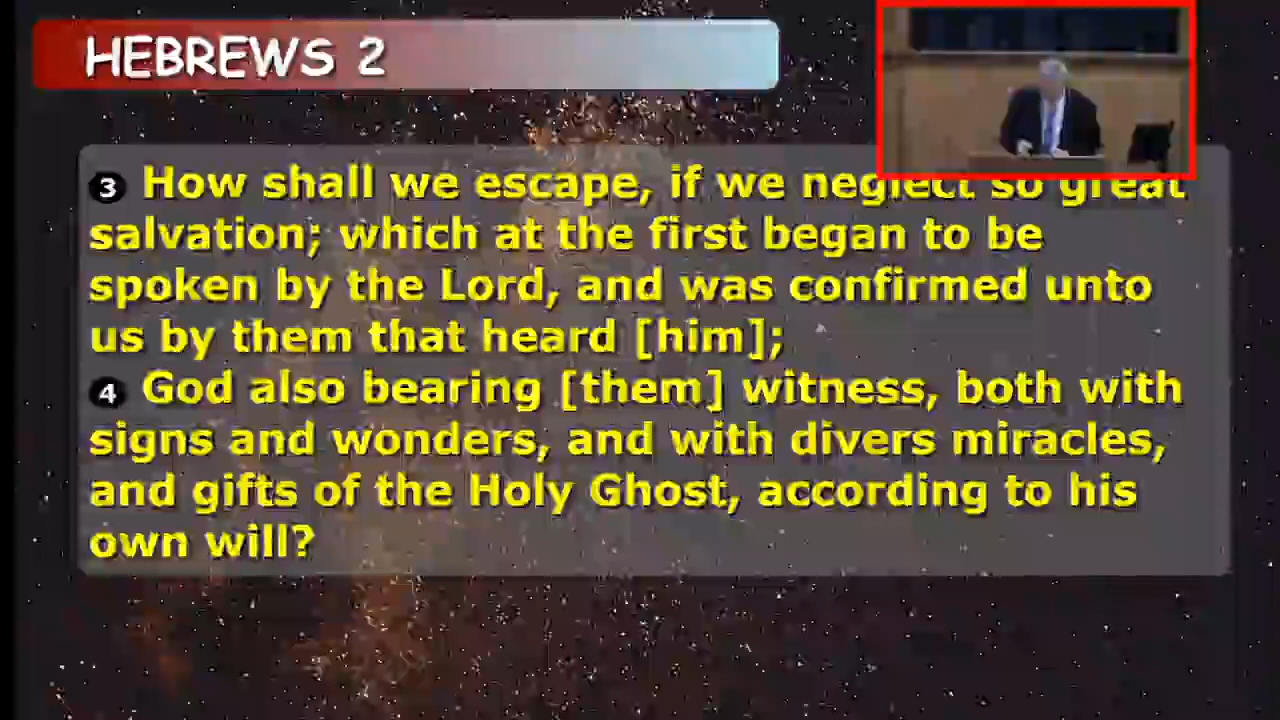 HEBREWS 2
3 How shall we escape, if we neglect so great
salvation; which at the first began to be
spoken by the Lord, and was confirmed unto
us by them that heard [him];
4 God also bearing [them] witness, both with
signs and wonders, and with divers miracles,
and gifts of the Holy Ghost, according to his
own will?